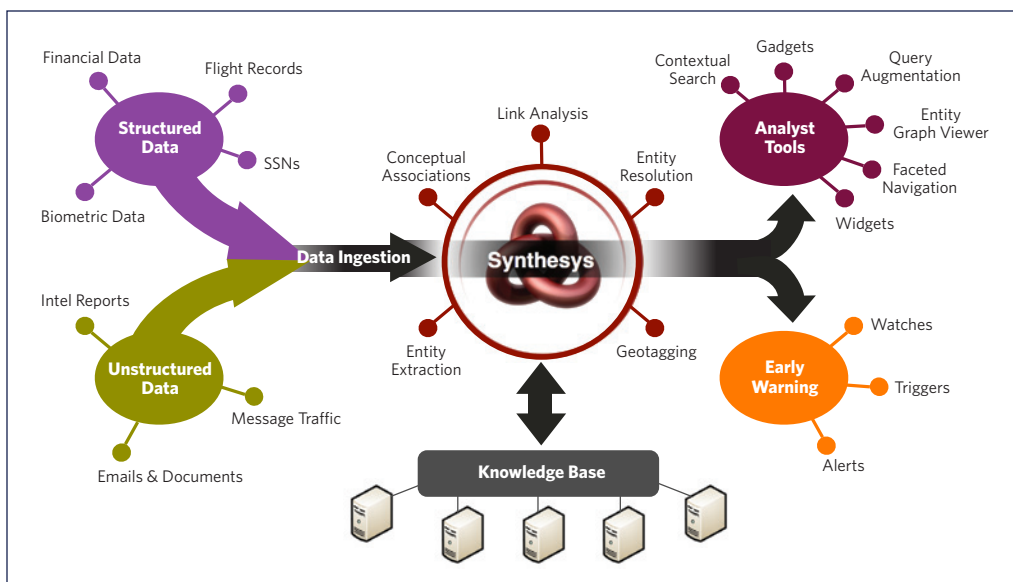 Financial Data
Flight Records
Structured
Data
SSNs
Biometric Data
Intel Reports
Unstructured
Data
Message Traffic
Emails & Documents
Data Ingestion
Link Analysis
Conceptual
Associations
Entity
Resolution
Synthesys
Entity
Extraction
Geotagging
Knowledge Base
Gadgets
Contextual
Search
Query
Augmentation
Analyst
Tools
Entity
Graph Viewer
Faceted
Navigation
Widgets
Watches
Early
Warning
Triggers
Alerts